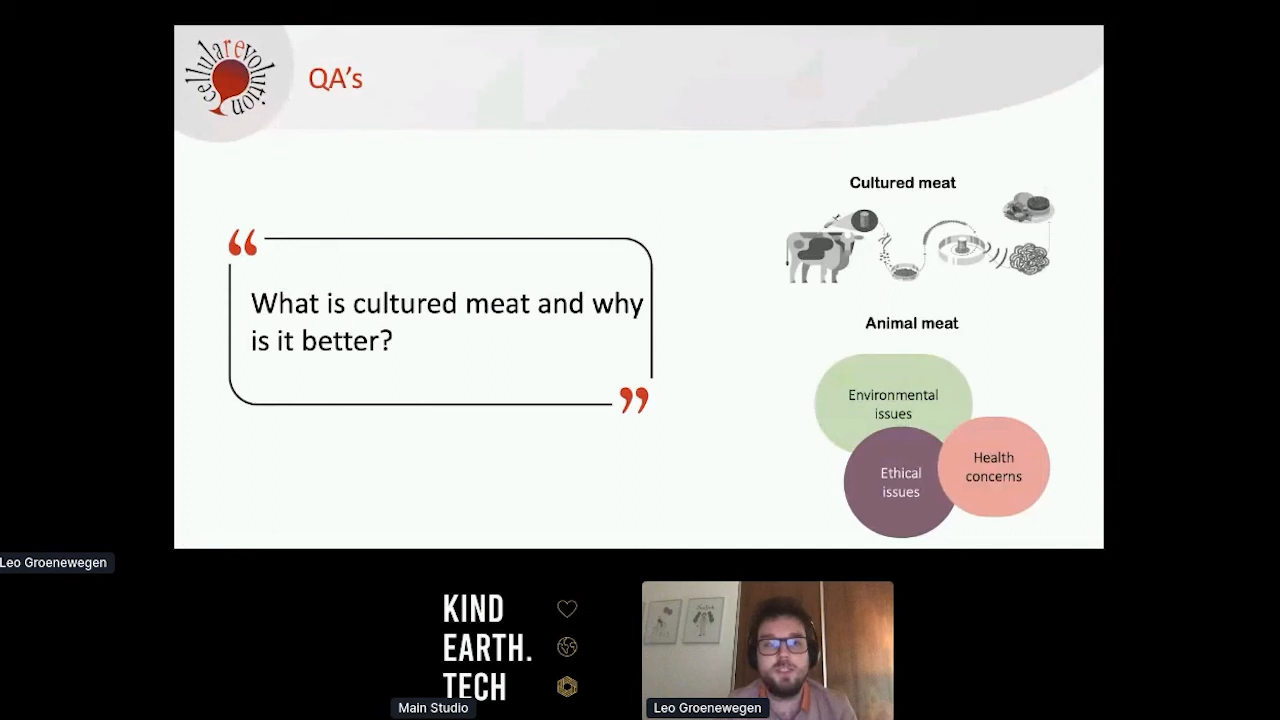 cellularevolution
QA's
Cultured meat
“
What is cultured meat and why
is it better?
”
Animal meat
Environmental
issues
Ethical
issues
Health
concerns
Leo Groenewegen
KIND
EARTH.
TECH
Main Studio
Leo Groenewegen